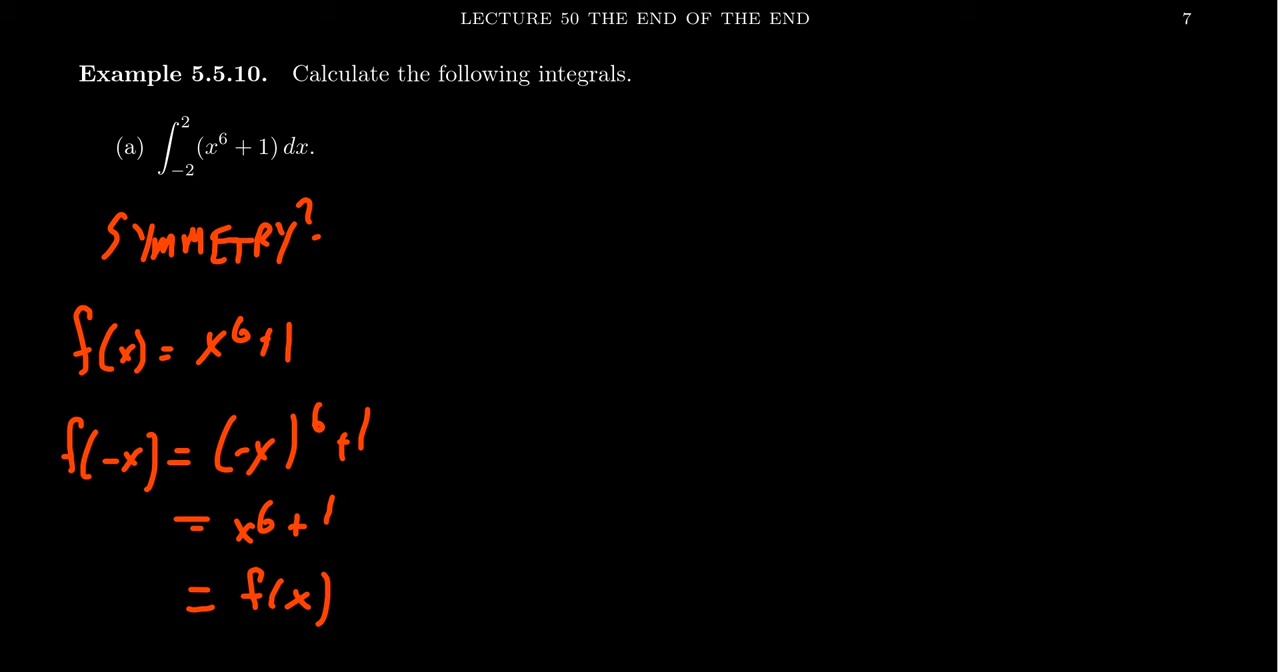 LECTURE 50 THE END OF THE END 7
Example 5.5.10. Calculate the following integrals.
(a) ∫_{-2}^{2} (x^6 + 1) dx.
SYMMETRY?
f(x) = x^6 + 1
f(-x) = (-x)^6 + 1
= x^6 + 1
= f(x)